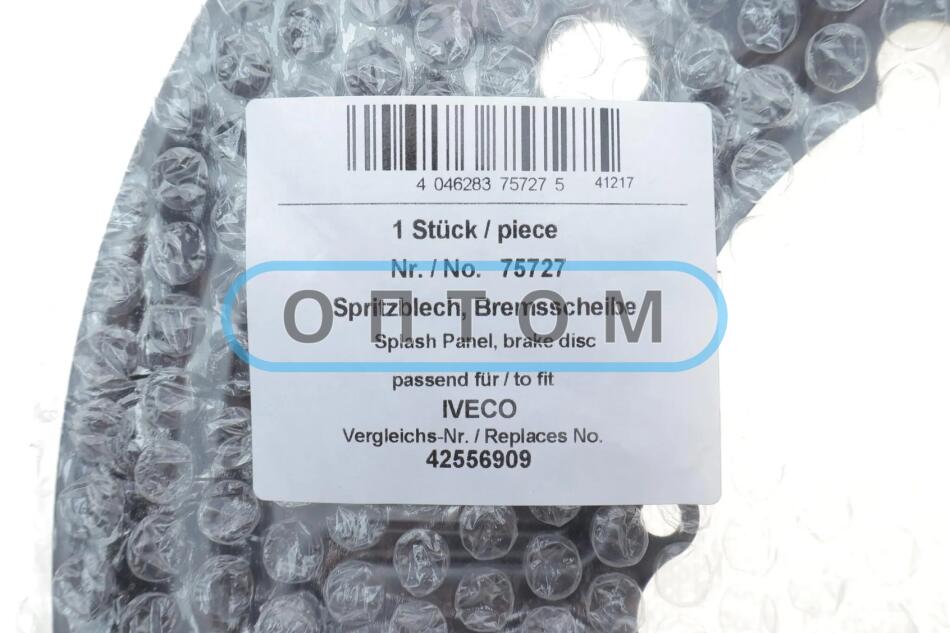 4 046283 75727 5 41217
1 Stück / piece
Nr. / No. 75727
Spritzblech, Bremsscheibe
ОПТОМ
Splash Panel, brake disc
passend für / to fit
IVECO
Vergleichs-Nr. / Replaces No.
42556909